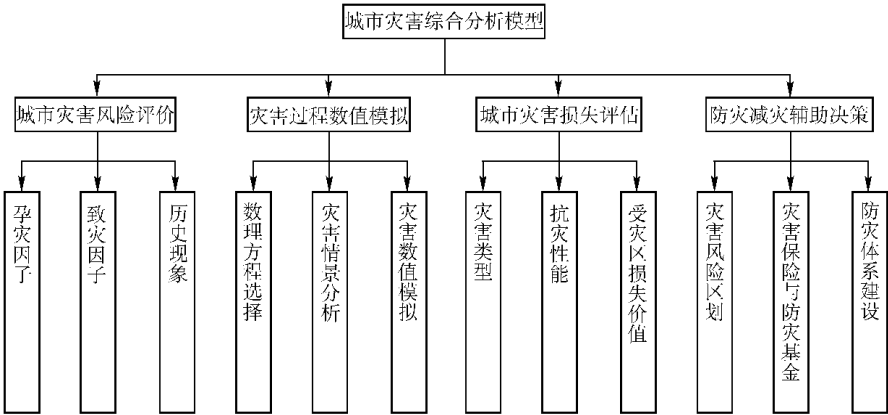 城市灾害综合分析模型
城市灾害风险评价
灾害过程数值模拟
城市灾害损失评估
防灾减灾辅助决策
孕灾因子
致灾因子
历史现象
数理方程选择
灾害情景分析
灾害数值模拟
灾害类型
抗灾性能
受灾区损失价值
灾害风险区划
灾害保险与防灾基金
防灾体系建设